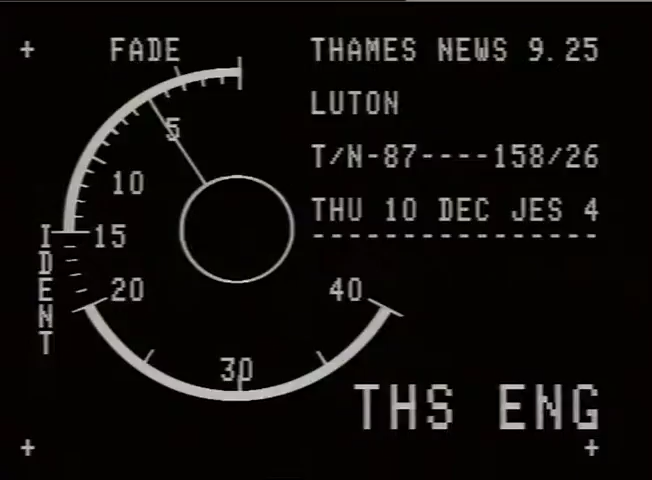 FADE
THAMES NEWS 9.25
LUTON
T/N-87----158/26
THU 10 DEC JES 4
----------------
5
10
15
20
30
40
IDENT
THS ENG